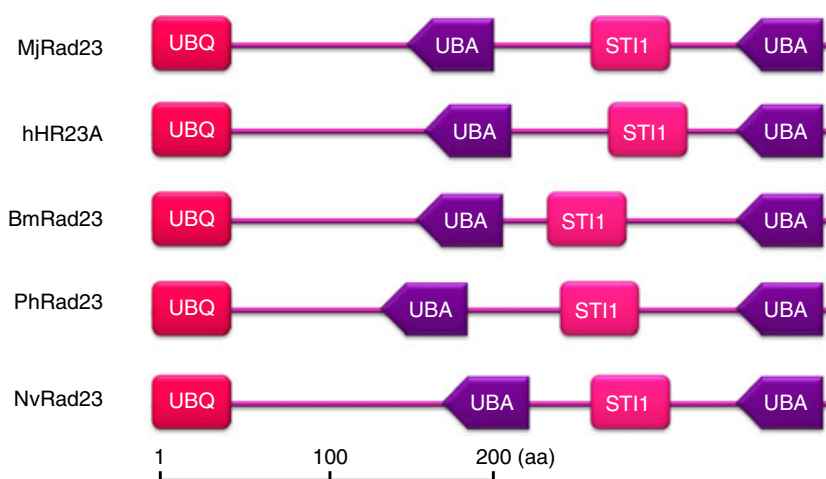 MjRad23 UBQ UBA STI1 UBA
hHR23A UBQ UBA STI1 UBA
BmRad23 UBQ UBA STI1 UBA
PhRad23 UBQ UBA STI1 UBA
NvRad23 UBQ UBA STI1 UBA
1 100 200 (aa)